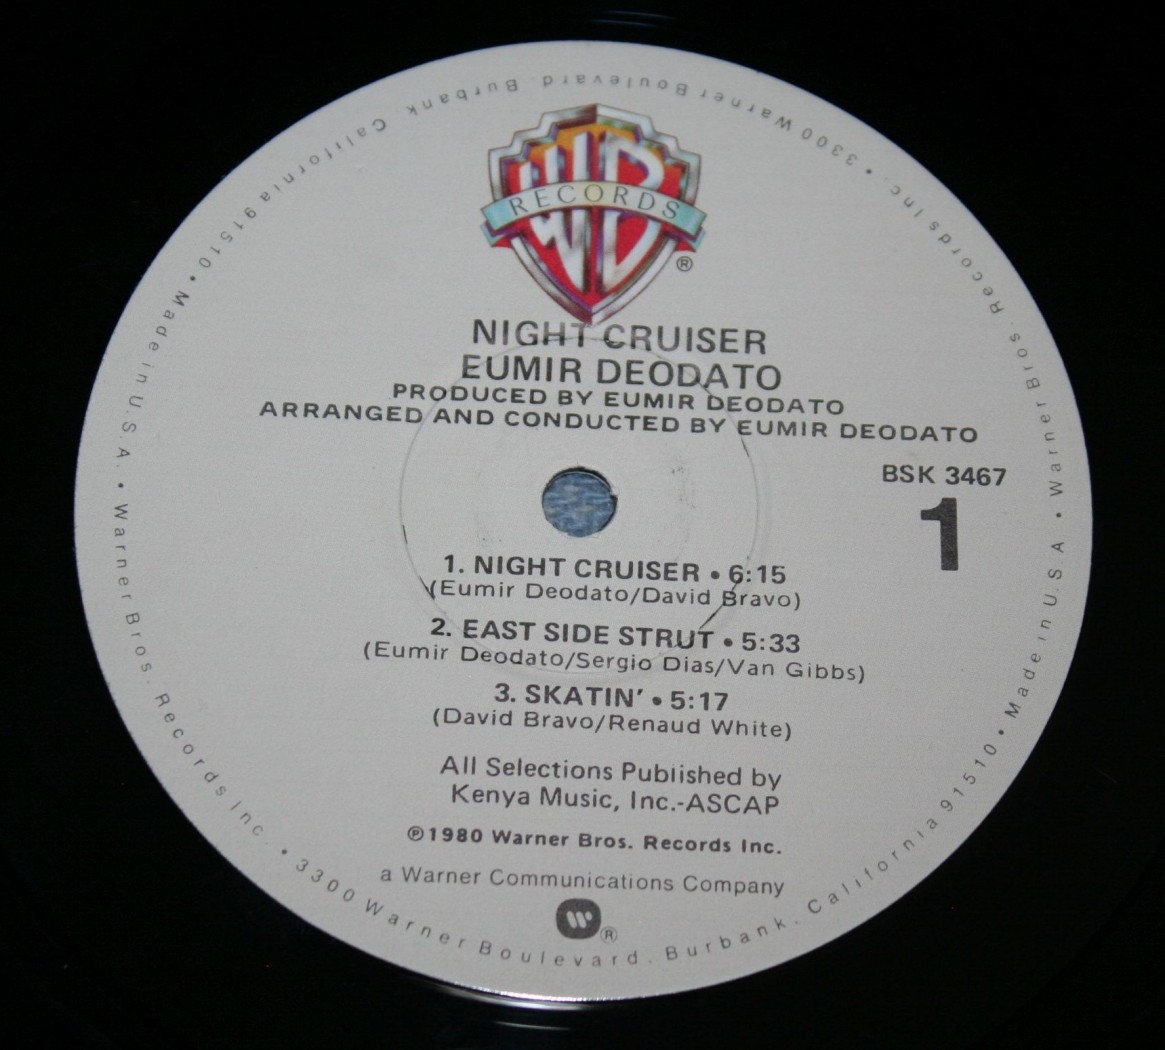 WB
RECORDS
®
NIGHT CRUISER
EUMIR DEODATO
PRODUCED BY EUMIR DEODATO
ARRANGED AND CONDUCTED BY EUMIR DEODATO
BSK 3467
1
1. NIGHT CRUISER • 6:15
(Eumir Deodato/David Bravo)
2. EAST SIDE STRUT • 5:33
(Eumir Deodato/Sergio Dias/Van Gibbs)
3. SKATIN' • 5:17
(David Bravo/Renaud White)
All Selections Published by
Kenya Music, Inc.-ASCAP
℗1980 Warner Bros. Records Inc.
a Warner Communications Company
®
Warner Bros. Records Inc. • 3300 Warner Boulevard. Burbank. California 91510 • Made in U.S.A. • Warner Bros. Records Inc. • 3300 Warner Boulevard. Burbank. California 91510 • Made in U.S.A •